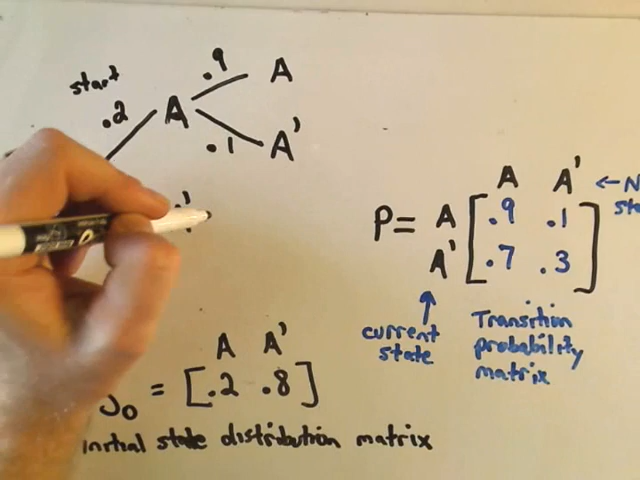 start
.9 A
.2 A
.1 A'
A A' ← N
P = A [ .9 .1 ]
A' [ .7 .3 ]
current state
Transition
probability
matrix
A A'
0 = [ .2 .8 ]
initial state distribution matrix